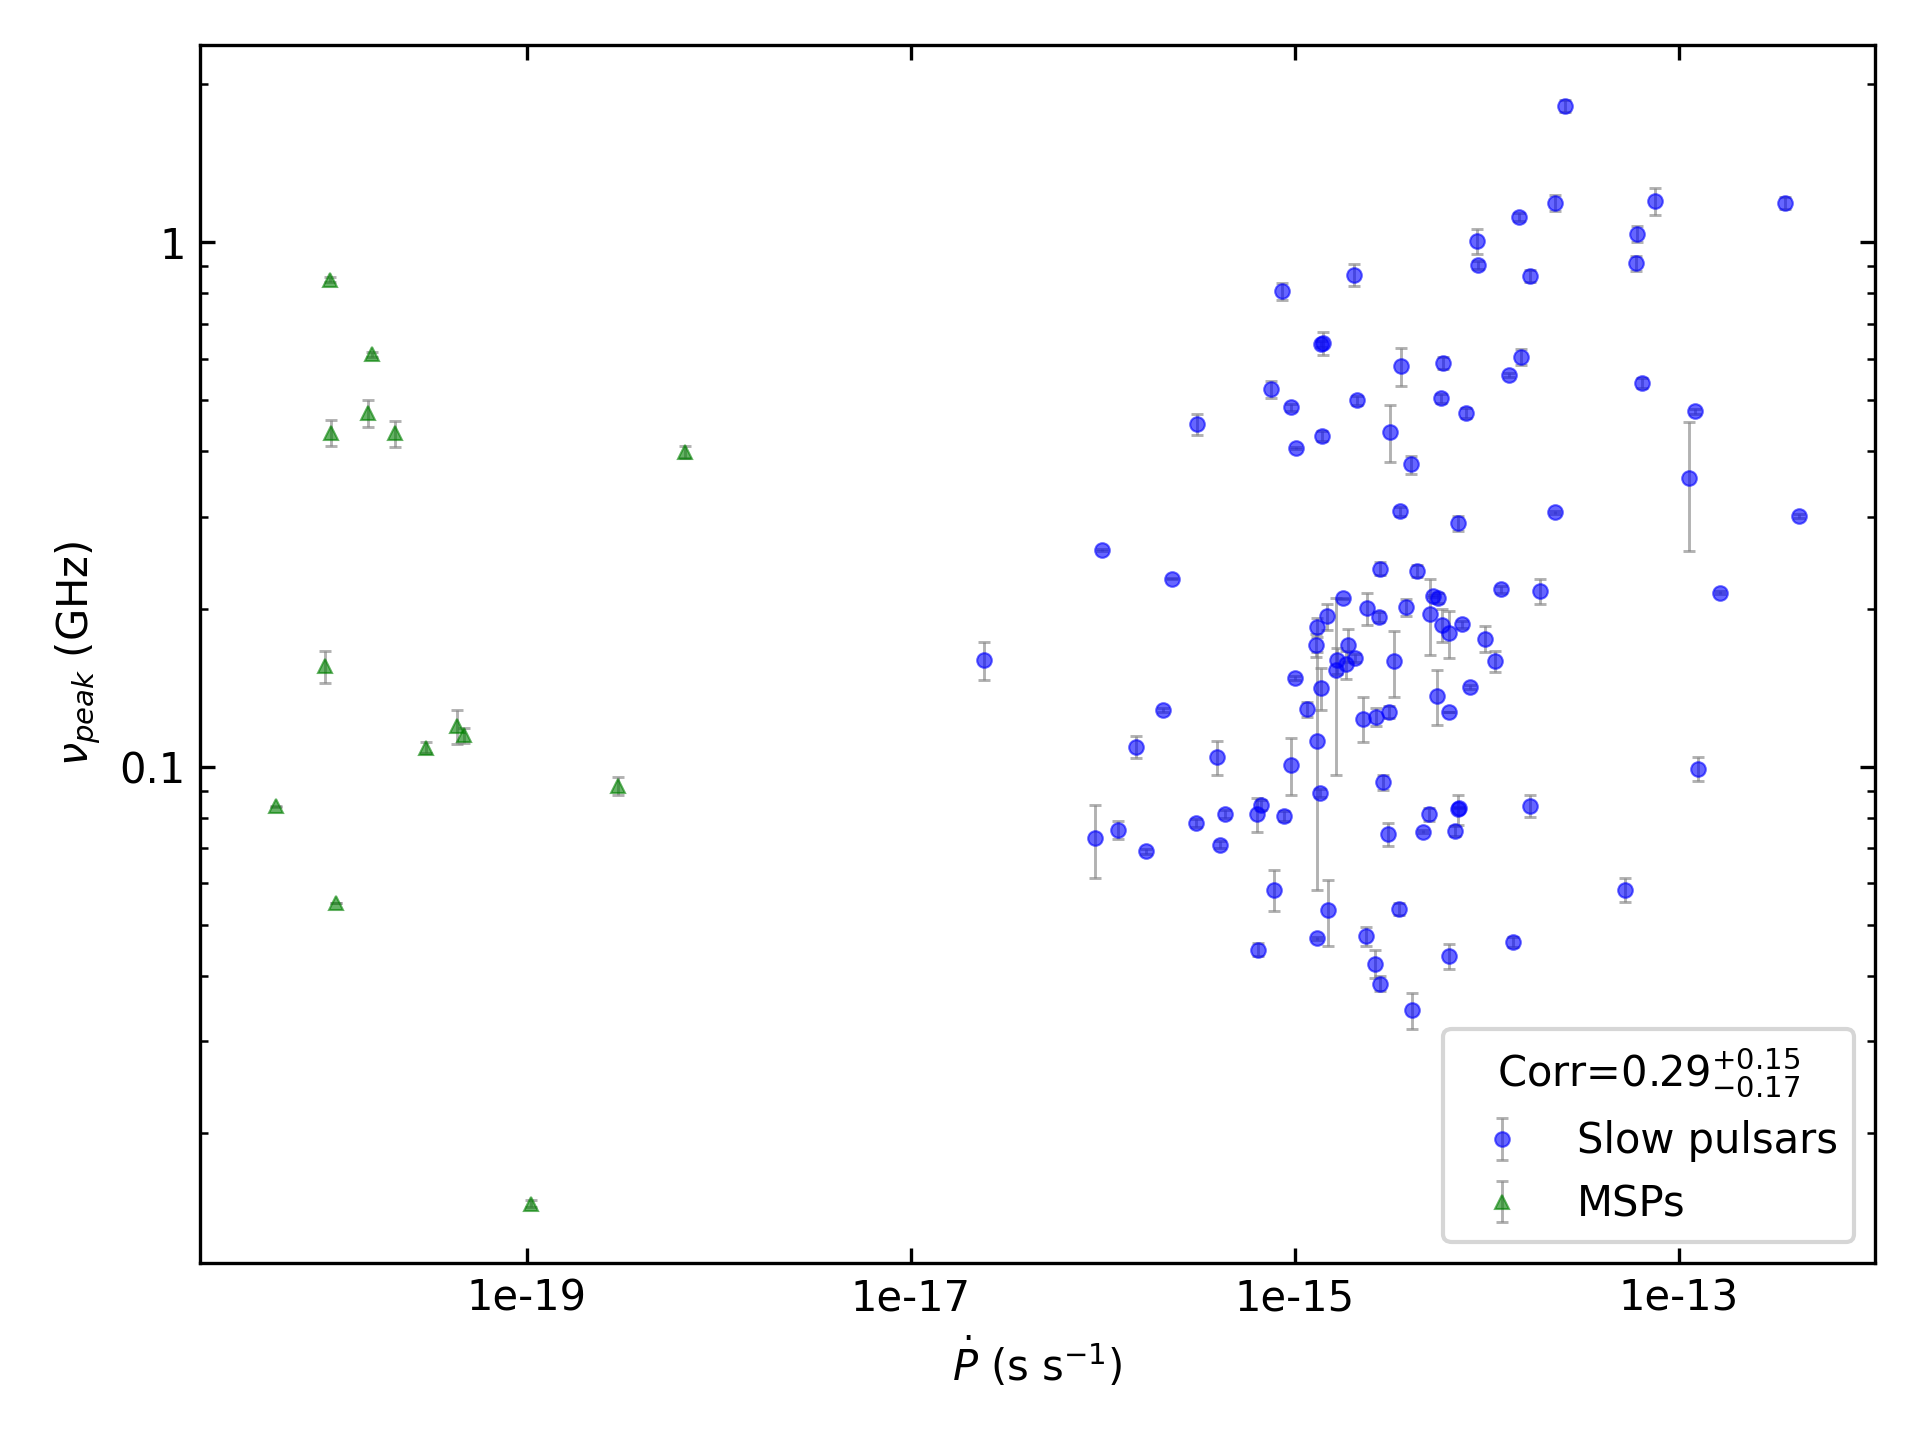 ν_peak (GHz)
1
0.1
Corr=0.29^{+0.15}_{−0.17}
Slow pulsars
MSPs
1e-19 1e-17 1e-15 1e-13
Ṗ (s s⁻¹)